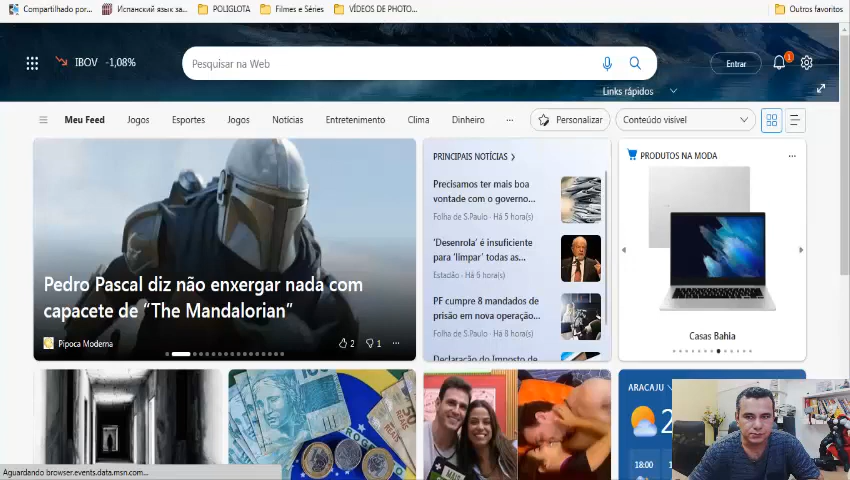 Compartilhado por...
Испанский язык за...
POLIGLOTA
Filmes e Séries
VÍDEOS DE PHOTO...
Outros favoritos
IBOV -1,08%
Pesquisar na Web
Entrar
1
Links rápidos
Meu Feed
Jogos
Esportes
Jogos
Notícias
Entretenimento
Clima
Dinheiro
...
Personalizar
Conteúdo visível
Pedro Pascal diz não enxergar nada com
capacete de “The Mandalorian”
Pipoca Moderna
2
1
...
PRINCIPAIS NOTÍCIAS
Precisamos ter mais boa
vontade com o governo...
Folha de S.Paulo · Há 5 hora(s)
'Desenrola' é insuficiente
para 'limpar' todas as...
Estadão · Há 6 hora(s)
PF cumpre 8 mandados de
prisão em nova operação...
Folha de S.Paulo · Há 8 hora(s)
Declaração do Imposto de
PRODUTOS NA MODA
...
Casas Bahia
ARACAJU
2
18:00
MAIS
Aguardando browser.events.data.msn.com...